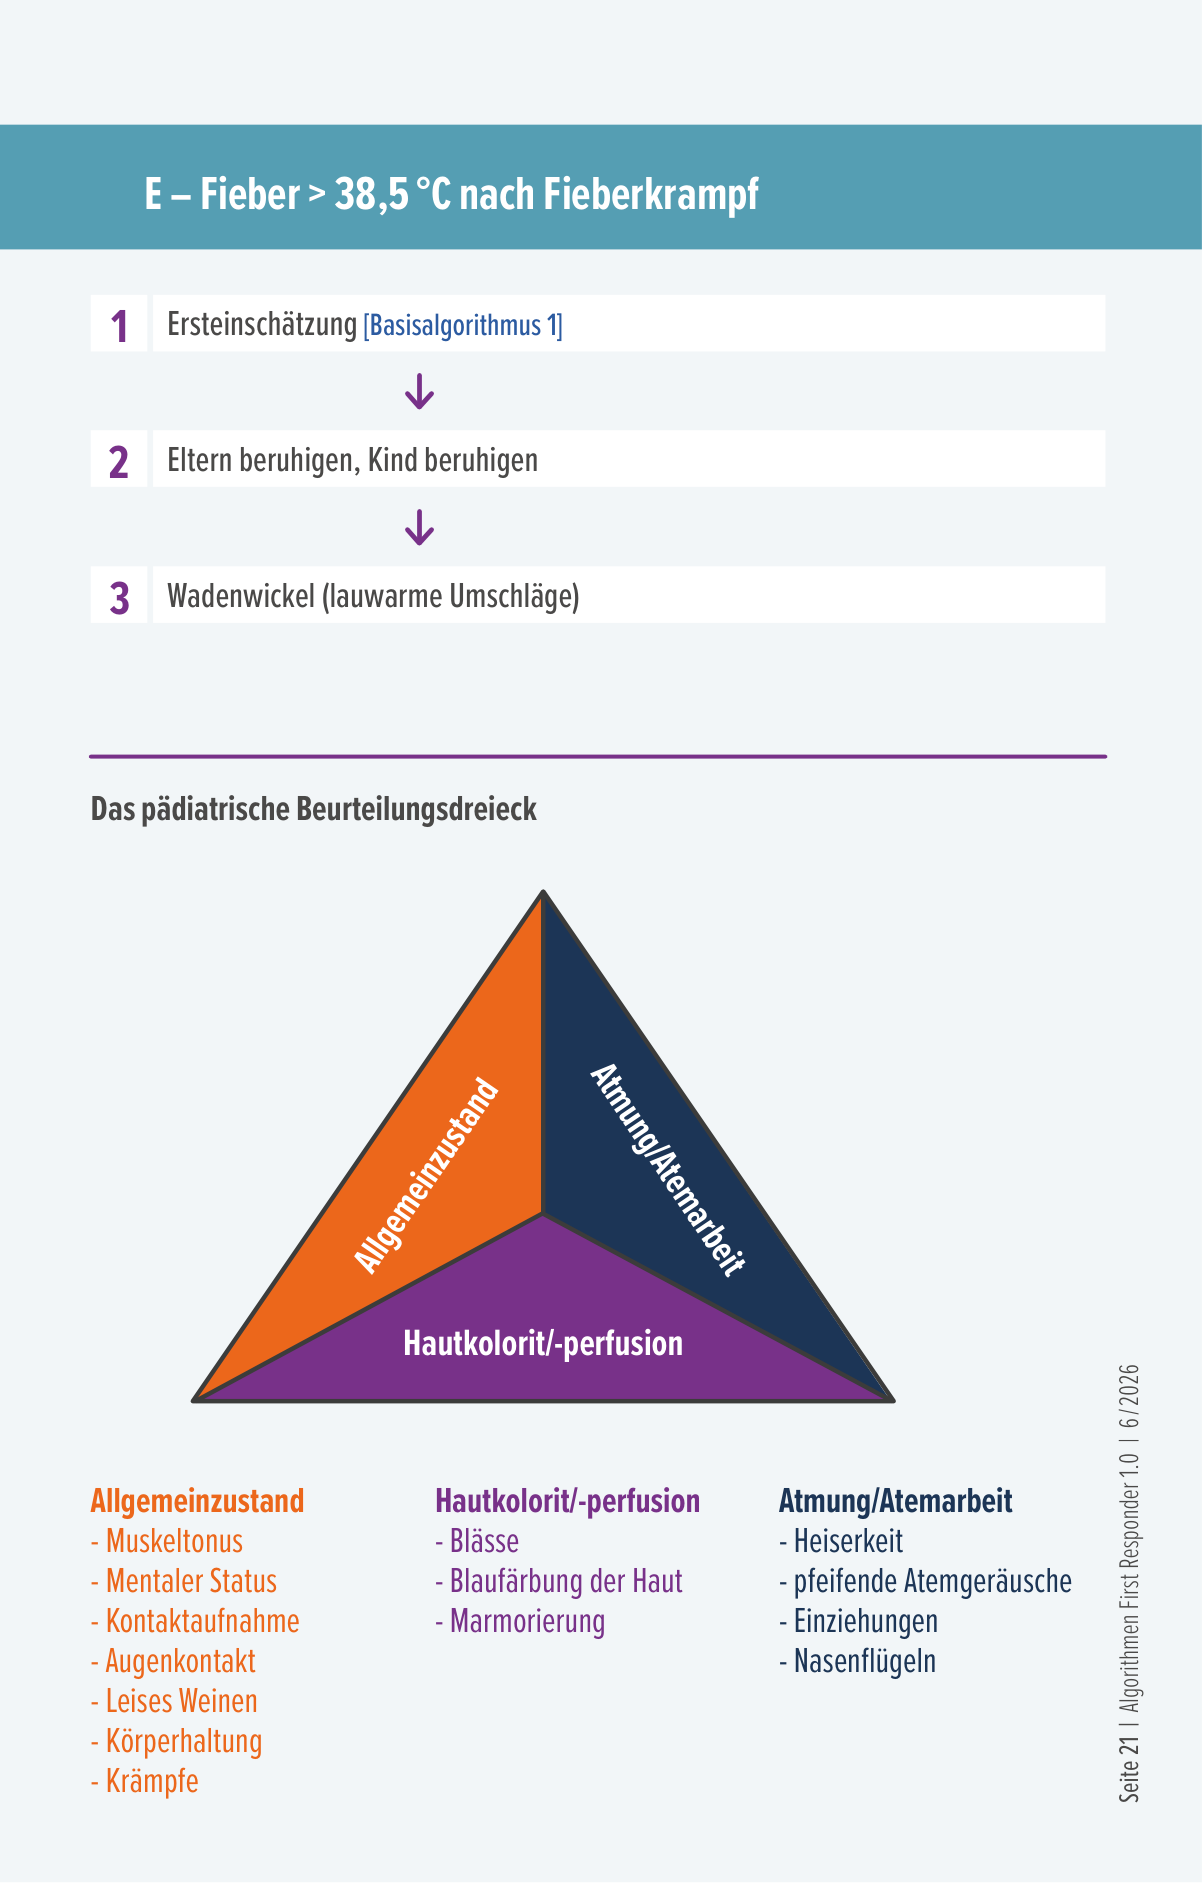 E – Fieber > 38,5 °C nach Fieberkrampf
1 Ersteinschätzung [Basisalgorithmus 1]
2 Eltern beruhigen, Kind beruhigen
3 Wadenwickel (lauwarme Umschläge)
Das pädiatrische Beurteilungsdreieck
Allgemeinzustand
Atmung/Atemarbeit
Hautkolorit/-perfusion
Allgemeinzustand
- Muskeltonus
- Mentaler Status
- Kontaktaufnahme
- Augenkontakt
- Leises Weinen
- Körperhaltung
- Krämpfe
Hautkolorit/-perfusion
- Blässe
- Blaufärbung der Haut
- Marmorierung
Atmung/Atemarbeit
- Heiserkeit
- pfeifende Atemgeräusche
- Einziehungen
- Nasenflügeln
Seite 21 | Algorithmen First Responder 1.0 | 6/2026